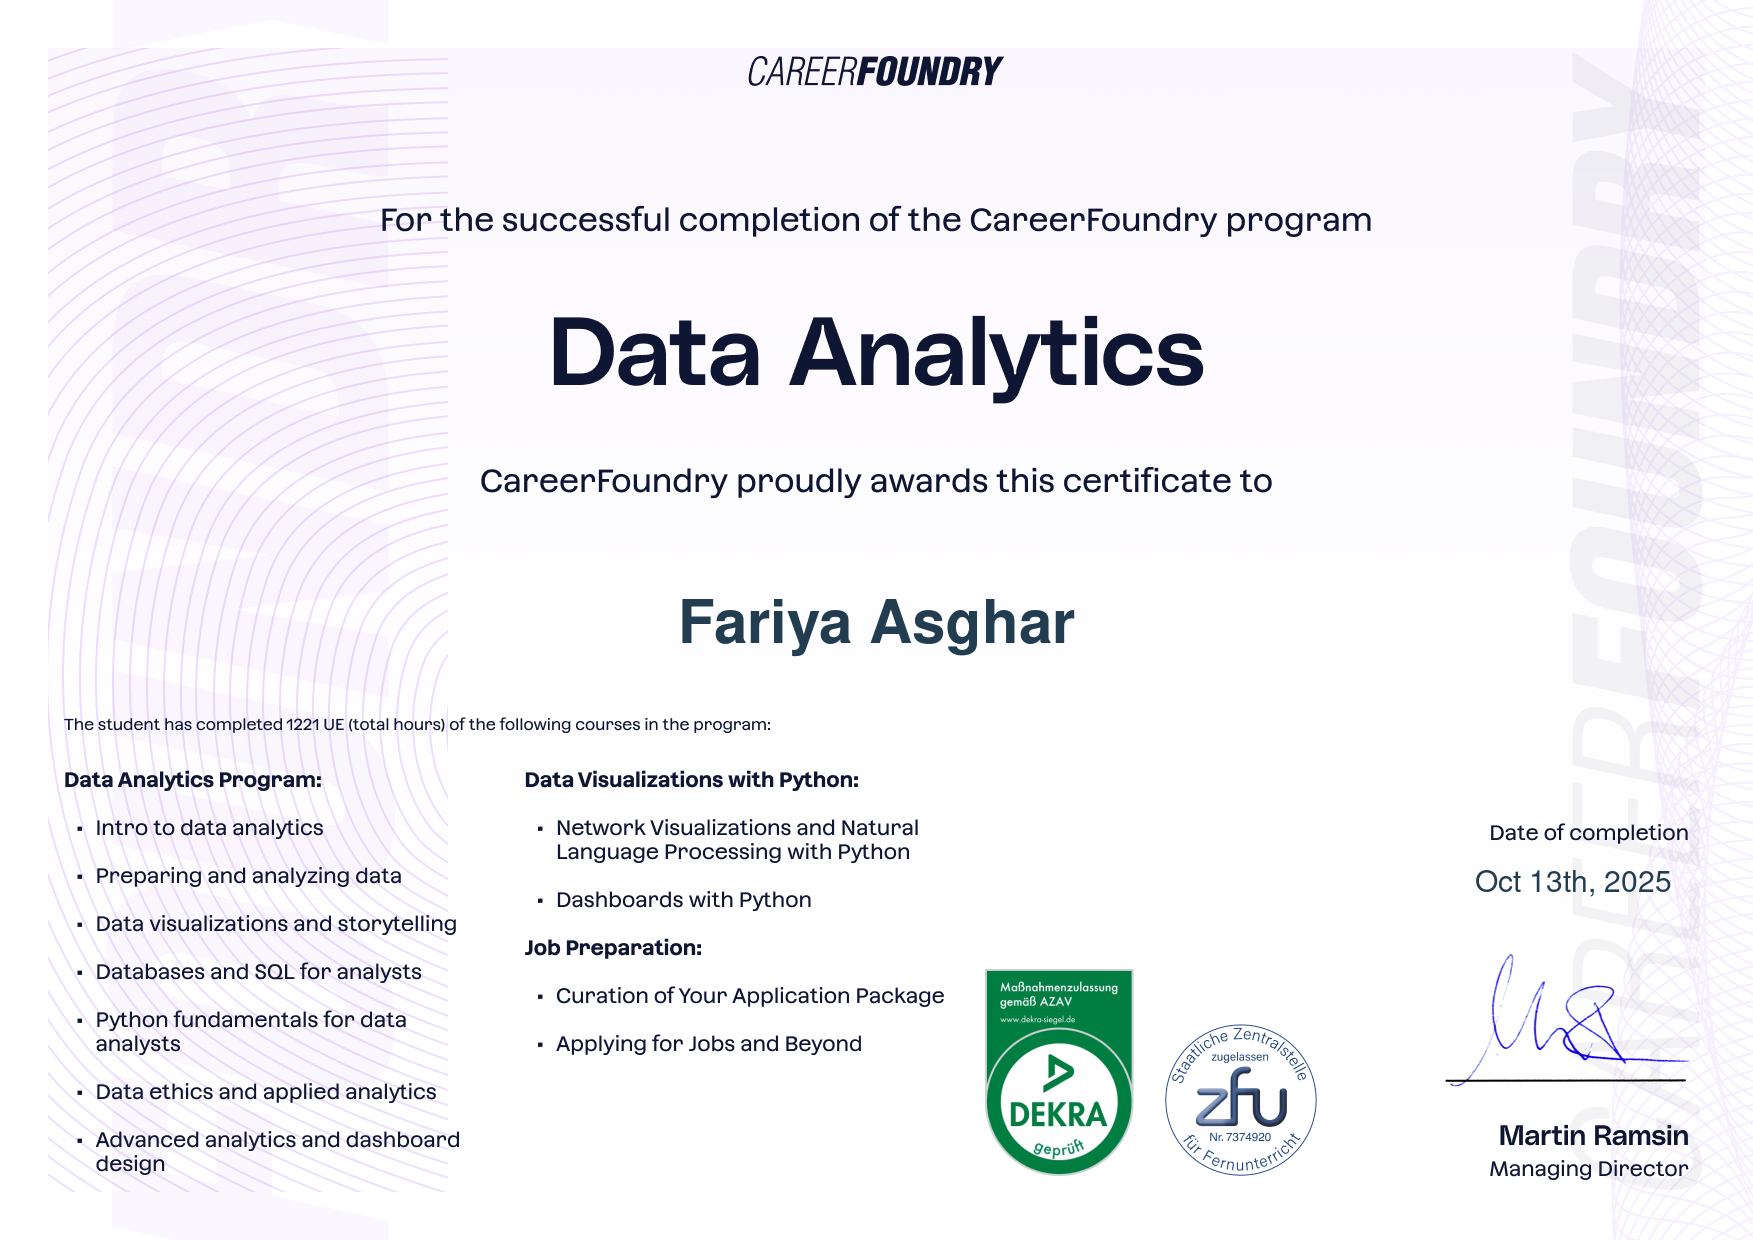 CAREERFOUNDRY
For the successful completion of the CareerFoundry program
Data Analytics
CareerFoundry proudly awards this certificate to
Fariya Asghar
The student has completed 1221 UE (total hours) of the following courses in the program:
Data Analytics Program:
▪ Intro to data analytics
▪ Preparing and analyzing data
▪ Data visualizations and storytelling
▪ Databases and SQL for analysts
▪ Python fundamentals for data
analysts
▪ Data ethics and applied analytics
▪ Advanced analytics and dashboard
design
Data Visualizations with Python:
▪ Network Visualizations and Natural
Language Processing with Python
▪ Dashboards with Python
Job Preparation:
▪ Curation of Your Application Package
▪ Applying for Jobs and Beyond
Maßnahmenzulassung
gemäß AZAV
www.dekra-siegel.de
DEKRA
geprüft
Staatliche Zentralstelle
zugelassen
zfu
Nr. 7374920
für Fernunterricht
Date of completion
Oct 13th, 2025
Martin Ramsin
Managing Director
CAREERFOUNDRY